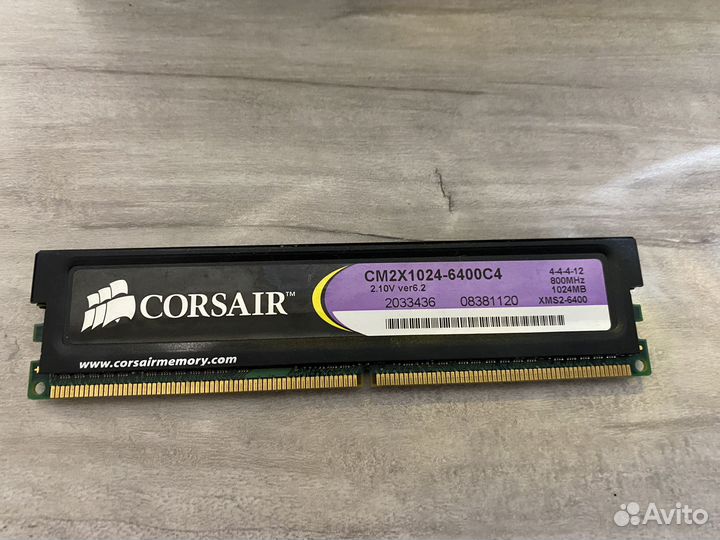 CORSAIR™
www.corsairmemory.com
CM2X1024-6400C4
2.10V ver6.2
2033436 08381120
4-4-4-12
800MHz
1024MB
XMS2-6400
Avito